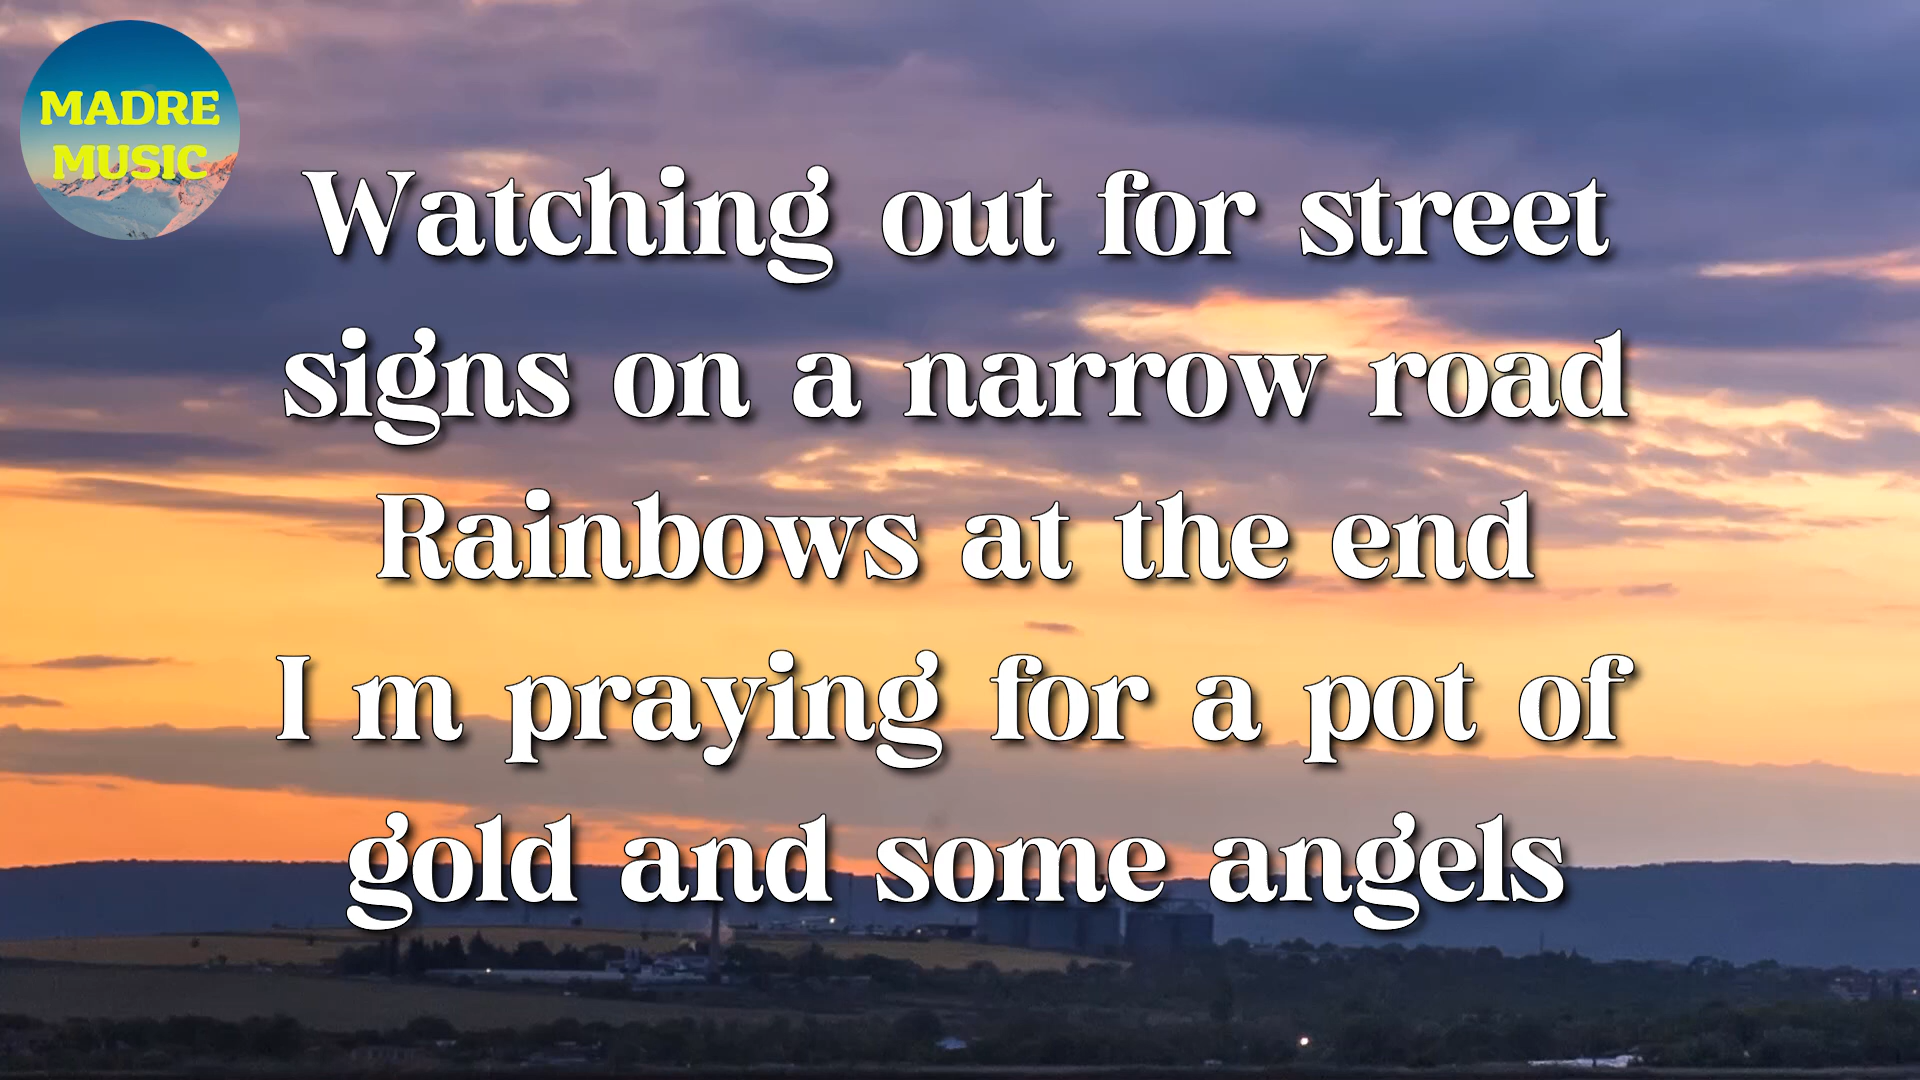 MADRE
MUSIC
Watching out for street
signs on a narrow road
Rainbows at the end
I m praying for a pot of
gold and some angels